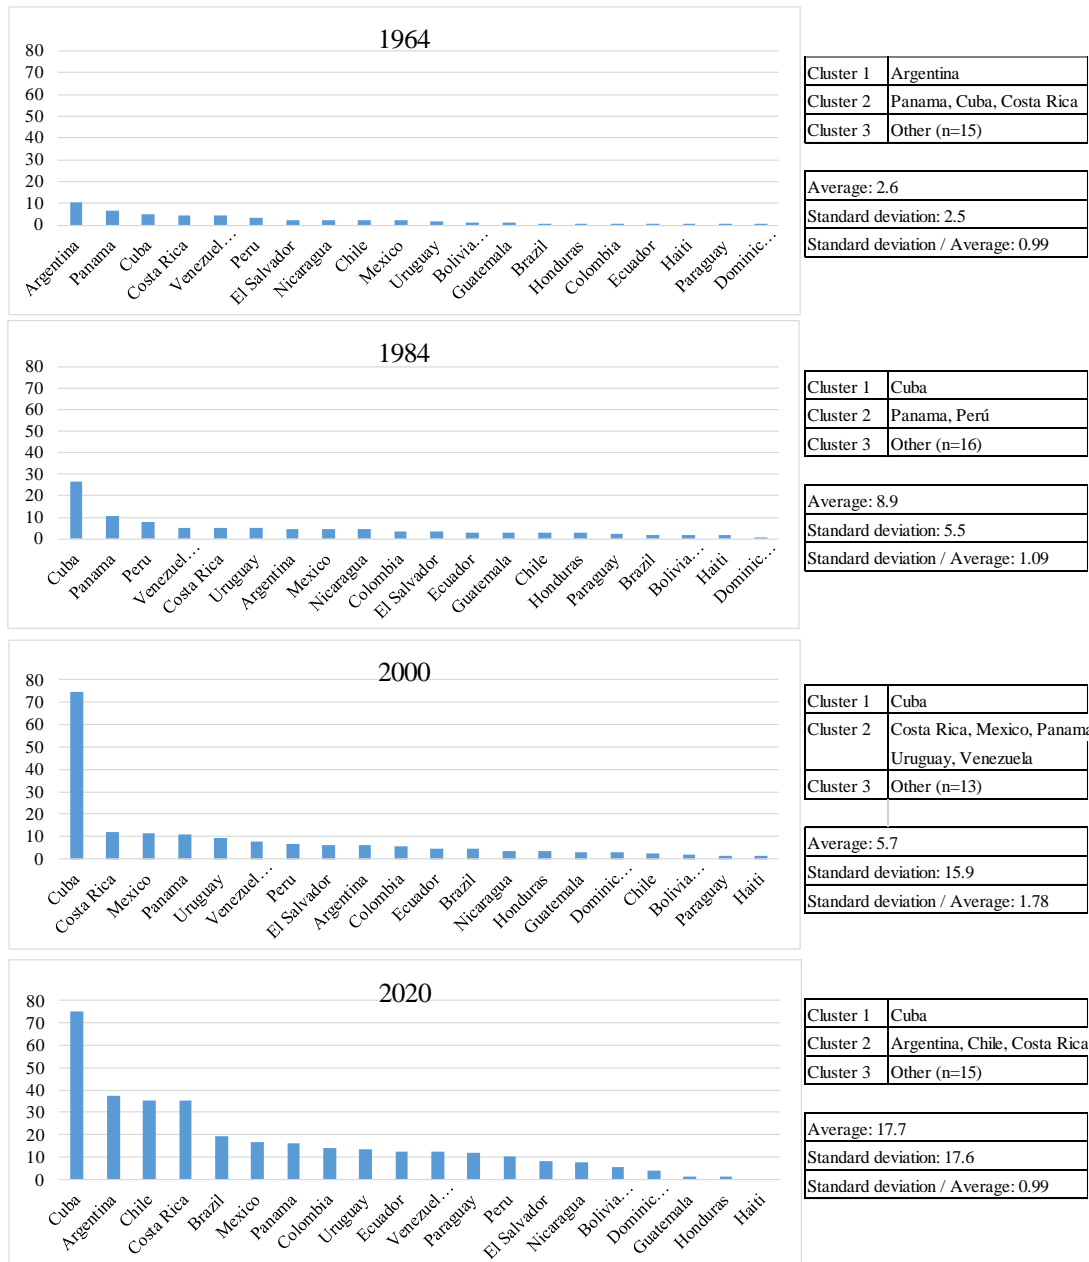 1964
80
70
60
50
40
30
20
10
0
Argentina
Panama
Cuba
Costa Rica
Venezuel…
Peru
El Salvador
Nicaragua
Chile
Mexico
Uruguay
Bolivia…
Guatemala
Brazil
Honduras
Colombia
Ecuador
Haiti
Paraguay
Dominic…
Cluster 1 Argentina
Cluster 2 Panama, Cuba, Costa Rica
Cluster 3 Other (n=15)
Average: 2.6
Standard deviation: 2.5
Standard deviation / Average: 0.99
1984
80
70
60
50
40
30
20
10
0
Cuba
Panama
Peru
Venezuel…
Costa Rica
Uruguay
Argentina
Mexico
Nicaragua
Colombia
El Salvador
Ecuador
Guatemala
Chile
Honduras
Paraguay
Brazil
Bolivia…
Haiti
Dominic…
Cluster 1 Cuba
Cluster 2 Panama, Perú
Cluster 3 Other (n=16)
Average: 8.9
Standard deviation: 5.5
Standard deviation / Average: 1.09
2000
80
70
60
50
40
30
20
10
0
Cuba
Costa Rica
Mexico
Panama
Uruguay
Venezuel…
Peru
El Salvador
Argentina
Colombia
Ecuador
Brazil
Nicaragua
Honduras
Guatemala
Dominic…
Chile
Bolivia…
Paraguay
Haiti
Cluster 1 Cuba
Cluster 2 Costa Rica, Mexico, Panama
Uruguay, Venezuela
Cluster 3 Other (n=13)
Average: 5.7
Standard deviation: 15.9
Standard deviation / Average: 1.78
2020
80
70
60
50
40
30
20
10
0
Cuba
Argentina
Chile
Costa Rica
Brazil
Mexico
Panama
Colombia
Uruguay
Ecuador
Venezuel…
Paraguay
Peru
El Salvador
Nicaragua
Bolivia…
Dominic…
Guatemala
Honduras
Haiti
Cluster 1 Cuba
Cluster 2 Argentina, Chile, Costa Rica
Cluster 3 Other (n=15)
Average: 17.7
Standard deviation: 17.6
Standard deviation / Average: 0.99